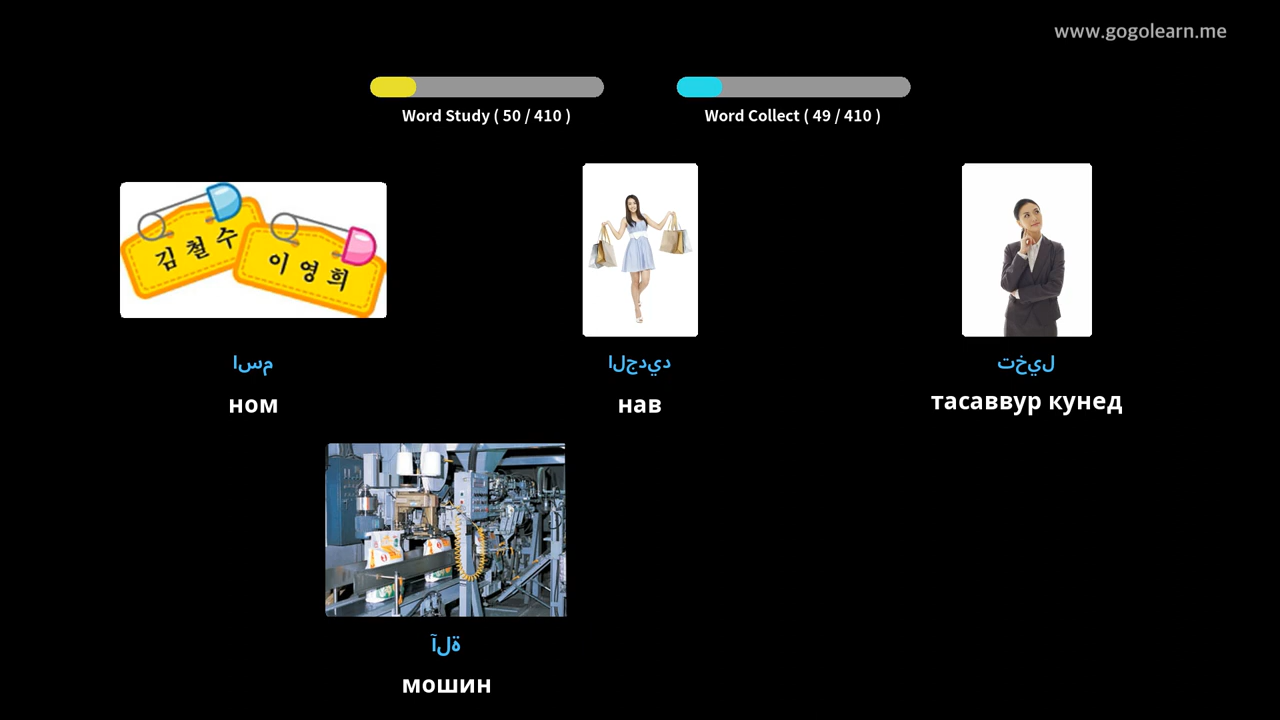 www.gogolearn.me
Word Study ( 50 / 410 )
Word Collect ( 49 / 410 )
김철수
이영희
اسم
الجديد
تخيل
ном
нав
тасаввур кунед
آلة
мошин